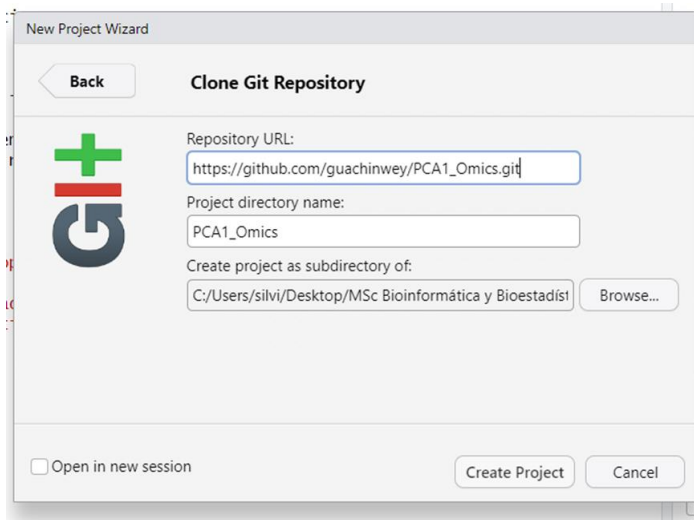 New Project Wizard
Back
Clone Git Repository
GIt
Repository URL:
https://github.com/guachinwey/PCA1_Omics.git
Project directory name:
PCA1_Omics
Create project as subdirectory of:
C:/Users/silvi/Desktop/MSc Bioinformática y Bioestadíst
Browse...
Open in new session
Create Project
Cancel